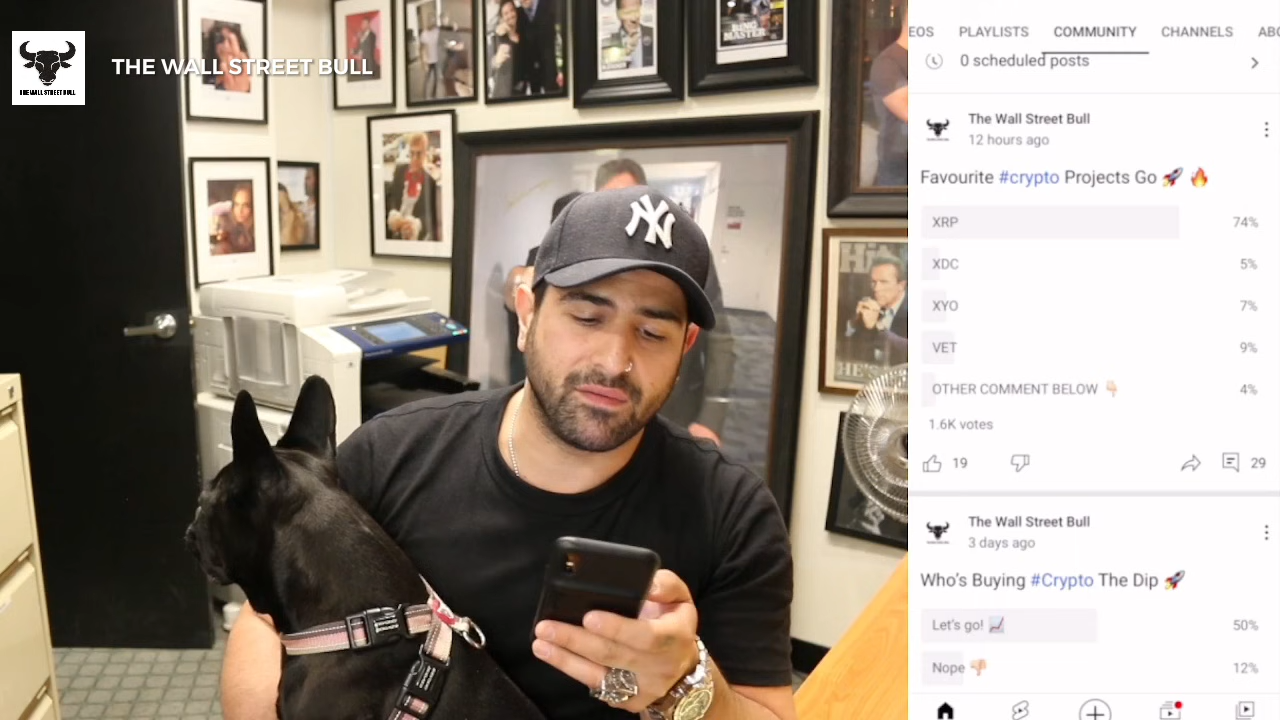 THE WALL STREET BULL
THE WALL STREET BULL
RING
MASTER
EOS PLAYLISTS COMMUNITY CHANNELS ABO
0 scheduled posts
The Wall Street Bull
12 hours ago
Favourite #crypto Projects Go 🚀 🔥
XRP 74%
XDC 5%
XYO 7%
VET 9%
OTHER COMMENT BELOW 👇🏻 4%
1.6K votes
19 29
The Wall Street Bull
3 days ago
Who's Buying #Crypto The Dip 🚀
Let's go! 📈 50%
Nope 👎🏻 12%